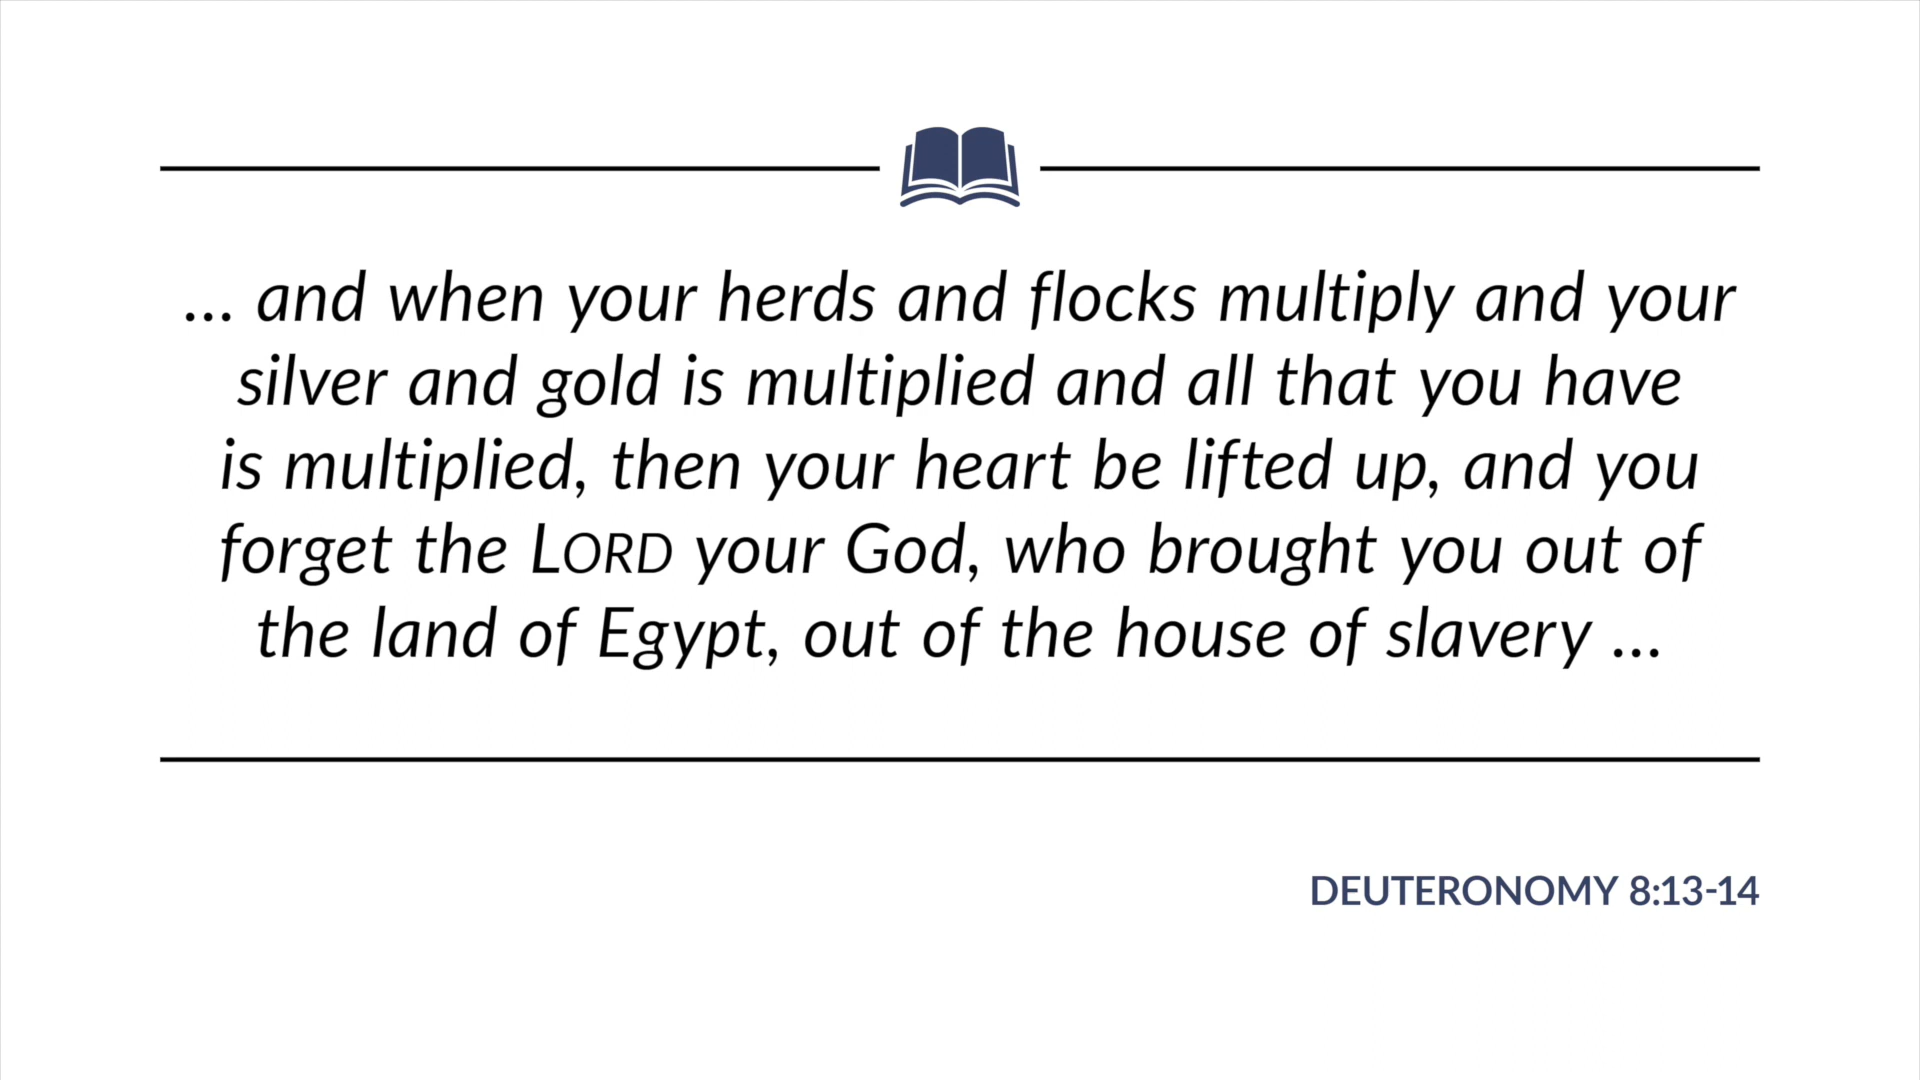 ... and when your herds and flocks multiply and your
silver and gold is multiplied and all that you have
is multiplied, then your heart be lifted up, and you
forget the LORD your God, who brought you out of
the land of Egypt, out of the house of slavery ...
DEUTERONOMY 8:13-14